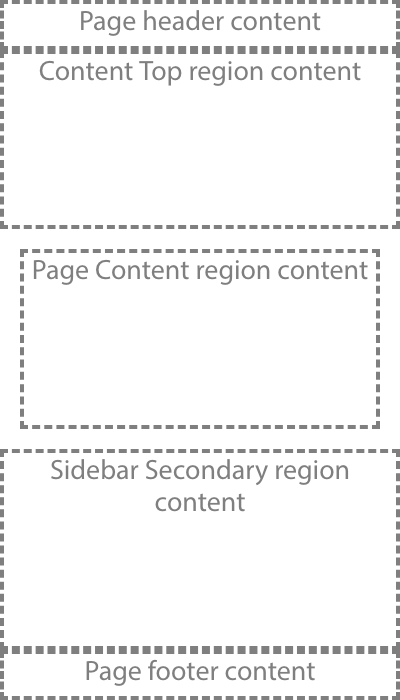 Page header content
Content Top region content
Page Content region content
Sidebar Secondary region
content
Page footer content